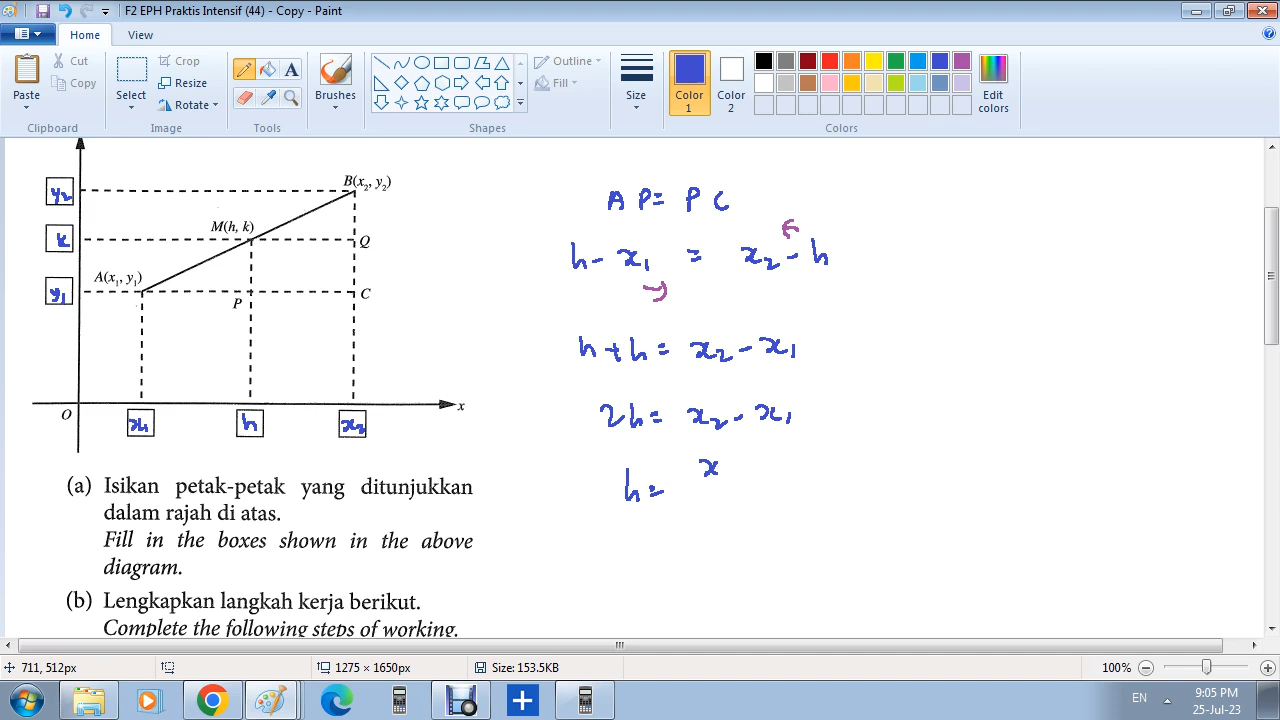 F2 EPH Praktis Intensif (44) - Copy - Paint
Home
View
Paste
Cut
Copy
Clipboard
Select
Crop
Resize
Rotate
Image
Tools
Brushes
Shapes
Outline
Fill
Size
Color 1
Color 2
Colors
Edit colors
y₂
B(x₂, y₂)
k
M(h, k)
Q
y₁
A(x₁, y₁)
P
C
O
x
x₁
h
x₂
AP = PC
h - x₁ = x₂ - h
h + h = x₂ - x₁
2h = x₂ - x₁
h = x
(a) Isikan petak-petak yang ditunjukkan
dalam rajah di atas.
Fill in the boxes shown in the above
diagram.
(b) Lengkapkan langkah kerja berikut.
Complete the following steps of working.
711, 512px
1275 × 1650px
Size: 153.5KB
100%
EN
9:05 PM
25-Jul-23